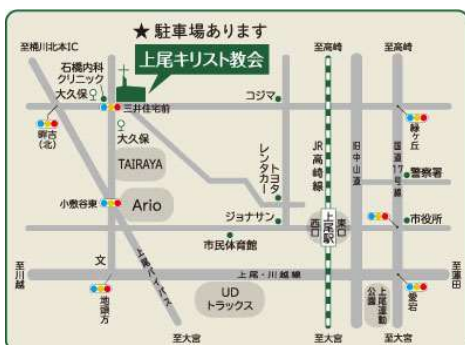 ★ 駐車場あります
上尾キリスト教会
至桶川北本IC
至高崎
至高崎
石橋内科
クリニック
大久保
三井住宅前
コジマ
緑ヶ丘
畔吉
(北)
大久保
TAIRAYA
トヨタ
レンタカー
JR高崎線
旧中山道
国道17号線
警察署
小敷谷東
Ario
ジョナサン
西口
上尾駅
東口
市役所
市民体育館
至川越
文
上尾・川越線
至蓮田
地頭方
上尾バイパス
UD
トラックス
上尾運動
公園
愛宕
至大宮
至大宮
至大宮